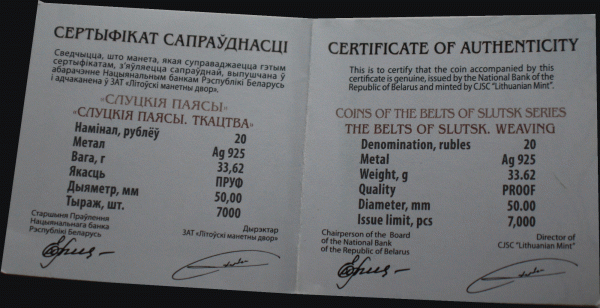 СЕРТЫФІКАТ САПРАЎДНАСЦІ
Сведчыцца, што манета, якая суправаджаецца гэтым
сертыфікатам, з'яўляецца сапраўднай, выпушчана ў
абарачэнне Нацыянальным банкам Рэспублікі Беларусь
і адчаканена ў ЗАТ «Літоўскі манетны двор».
«СЛУЦКІЯ ПАЯСЫ»
«СЛУЦКІЯ ПАЯСЫ. ТКАЦТВА»
Намінал, рублёў 20
Метал Ag 925
Вага, г 33,62
Якасць ПРУФ
Дыяметр, мм 50,00
Тыраж, шт. 7000
Старшыня Праўлення
Нацыянальнага банка
Рэспублікі Беларусь
Дырэктар
ЗАТ «Літоўскі манетны двор»
CERTIFICATE OF AUTHENTICITY
This is to certify that the coin accompanied by this
certificate is genuine, issued by the National Bank of the
Republic of Belarus and minted by CJSC "Lithuanian Mint".
COINS OF THE BELTS OF SLUTSK SERIES
THE BELTS OF SLUTSK. WEAVING
Denomination, rubles 20
Metal Ag 925
Weight, g 33.62
Quality PROOF
Diameter, mm 50.00
Issue limit, pcs 7,000
Chairperson of the Board
of the National Bank
of the Republic of Belarus
Director of
CJSC "Lithuanian Mint"